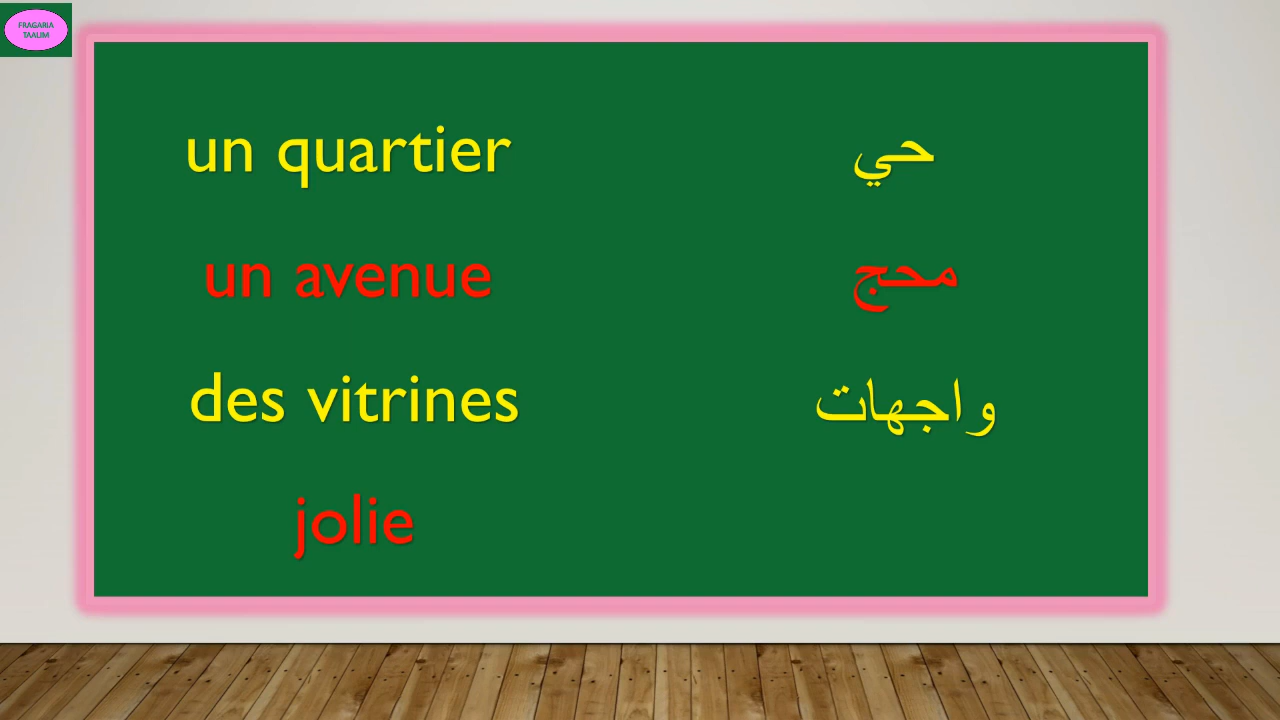 FRAGARIA
TAALIM
un quartier حي
un avenue محج
des vitrines واجهات
jolie